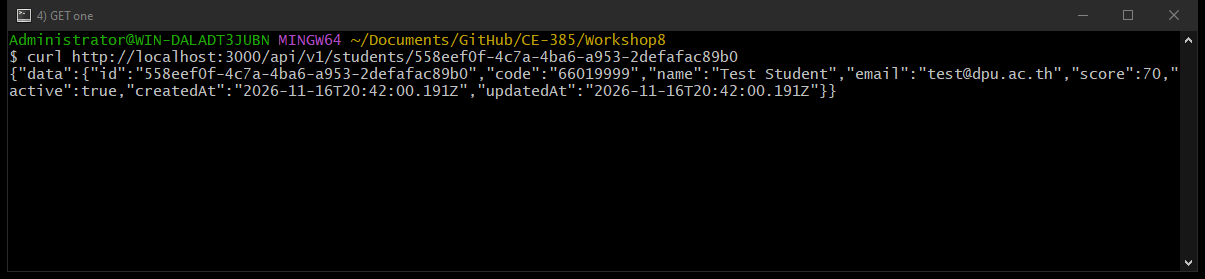 4) GET one
Administrator@WIN-DALADT3JUBN MINGW64 ~/Documents/GitHub/CE-385/Workshop8
$ curl http://localhost:3000/api/v1/students/558eef0f-4c7a-4ba6-a953-2defafac89b0
{"data":{"id":"558eef0f-4c7a-4ba6-a953-2defafac89b0","code":"66019999","name":"Test Student","email":"test@dpu.ac.th","score":70,"
active":true,"createdAt":"2026-11-16T20:42:00.191Z","updatedAt":"2026-11-16T20:42:00.191Z"}}